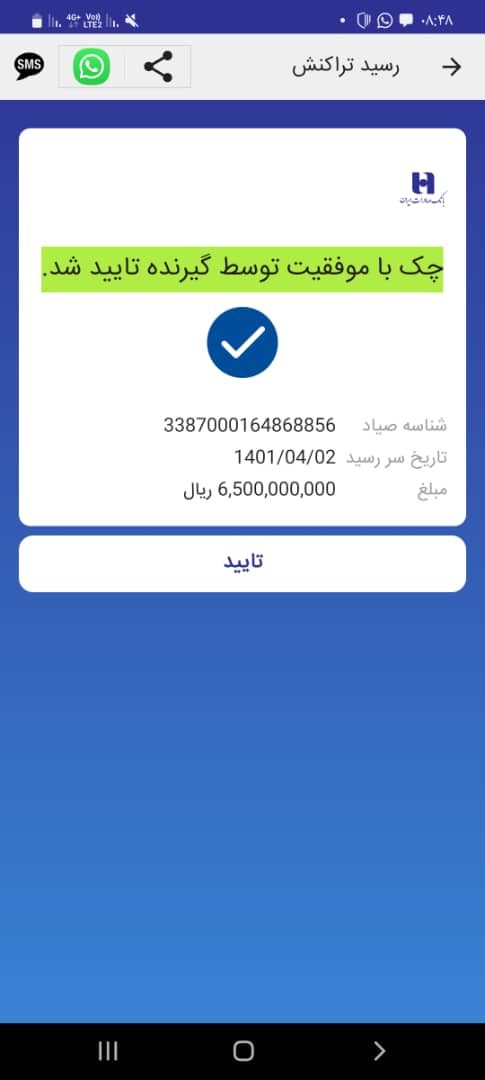 ۰۸:۴۸
4G+ Vo) LTE2
رسید تراکنش
SMS
بانک صادرات ایران
چک با موفقیت توسط گیرنده تایید شد.
شناسه صیاد 3387000164868856
تاریخ سر رسید 1401/04/02
مبلغ 6,500,000,000 ریال
تایید